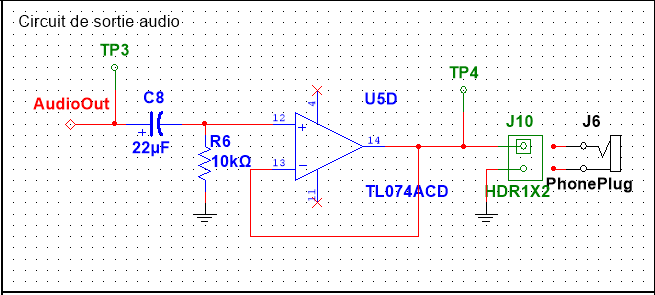 Circuit de sortie audio
TP3
TP4
AudioOut
C8
U5D
J10
J6
4
12
R6
14
22µF
10kΩ
13
TL074ACD
HDR1X2
PhonePlug
11